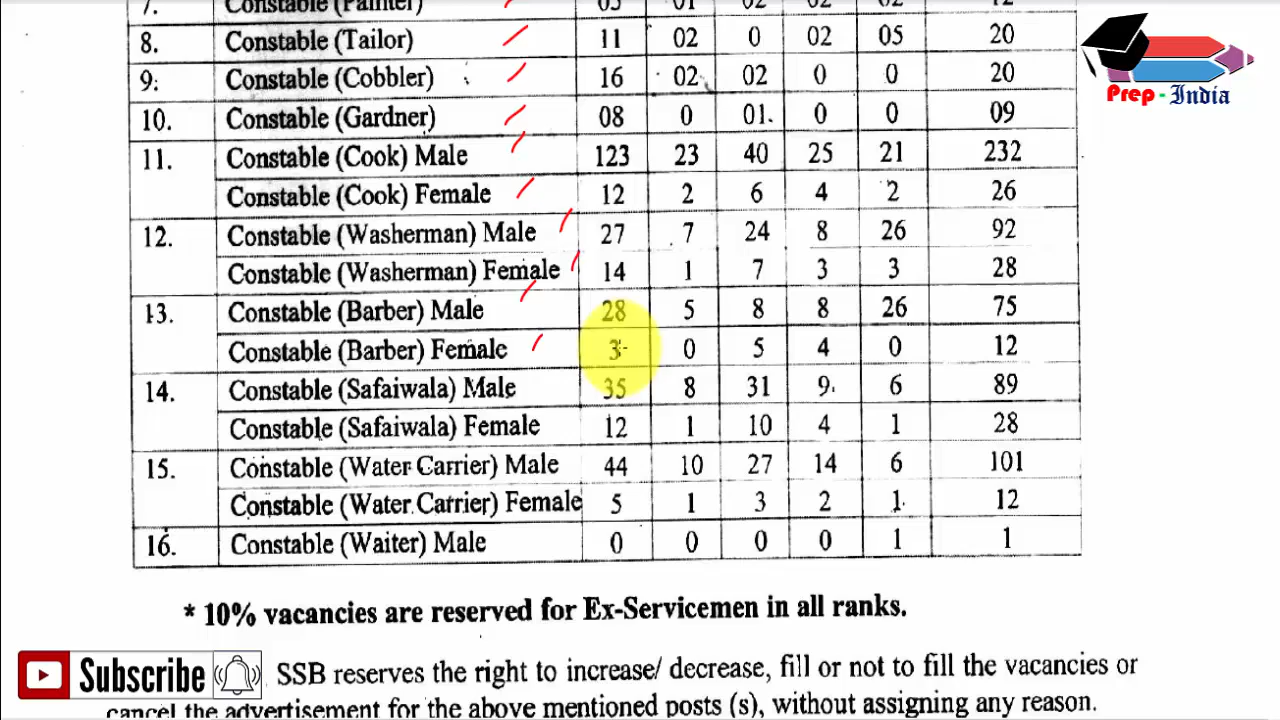 7. Constable (Painter) 05 01 02 02 02 12
8. Constable (Tailor) 11 02 0 02 05 20
9. Constable (Cobbler) 16 02 02 0 0 20
10. Constable (Gardner) 08 0 01 0 0 09
11. Constable (Cook) Male 123 23 40 25 21 232
Constable (Cook) Female 12 2 6 4 2 26
12. Constable (Washerman) Male 27 7 24 8 26 92
Constable (Washerman) Female 14 1 7 3 3 28
13. Constable (Barber) Male 28 5 8 8 26 75
Constable (Barber) Female 3 0 5 4 0 12
14. Constable (Safaiwala) Male 35 8 31 9 6 89
Constable (Safaiwala) Female 12 1 10 4 1 28
15. Constable (Water Carrier) Male 44 10 27 14 6 101
Constable (Water Carrier) Female 5 1 3 2 1 12
16. Constable (Waiter) Male 0 0 0 0 1 1
* 10% vacancies are reserved for Ex-Servicemen in all ranks.
SSB reserves the right to increase/ decrease, fill or not to fill the vacancies or
cancel the advertisement for the above mentioned posts (s), without assigning any reason.
Prep - India
Subscribe